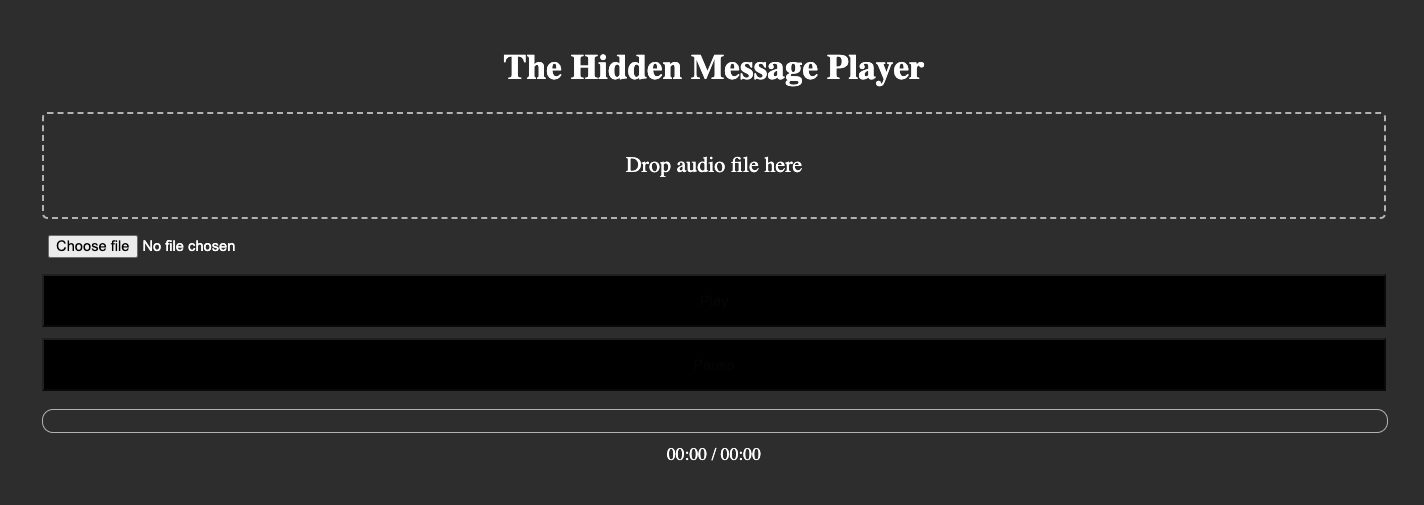 The Hidden Message Player
Drop audio file here
Choose file No file chosen
Play
Pause
00:00 / 00:00